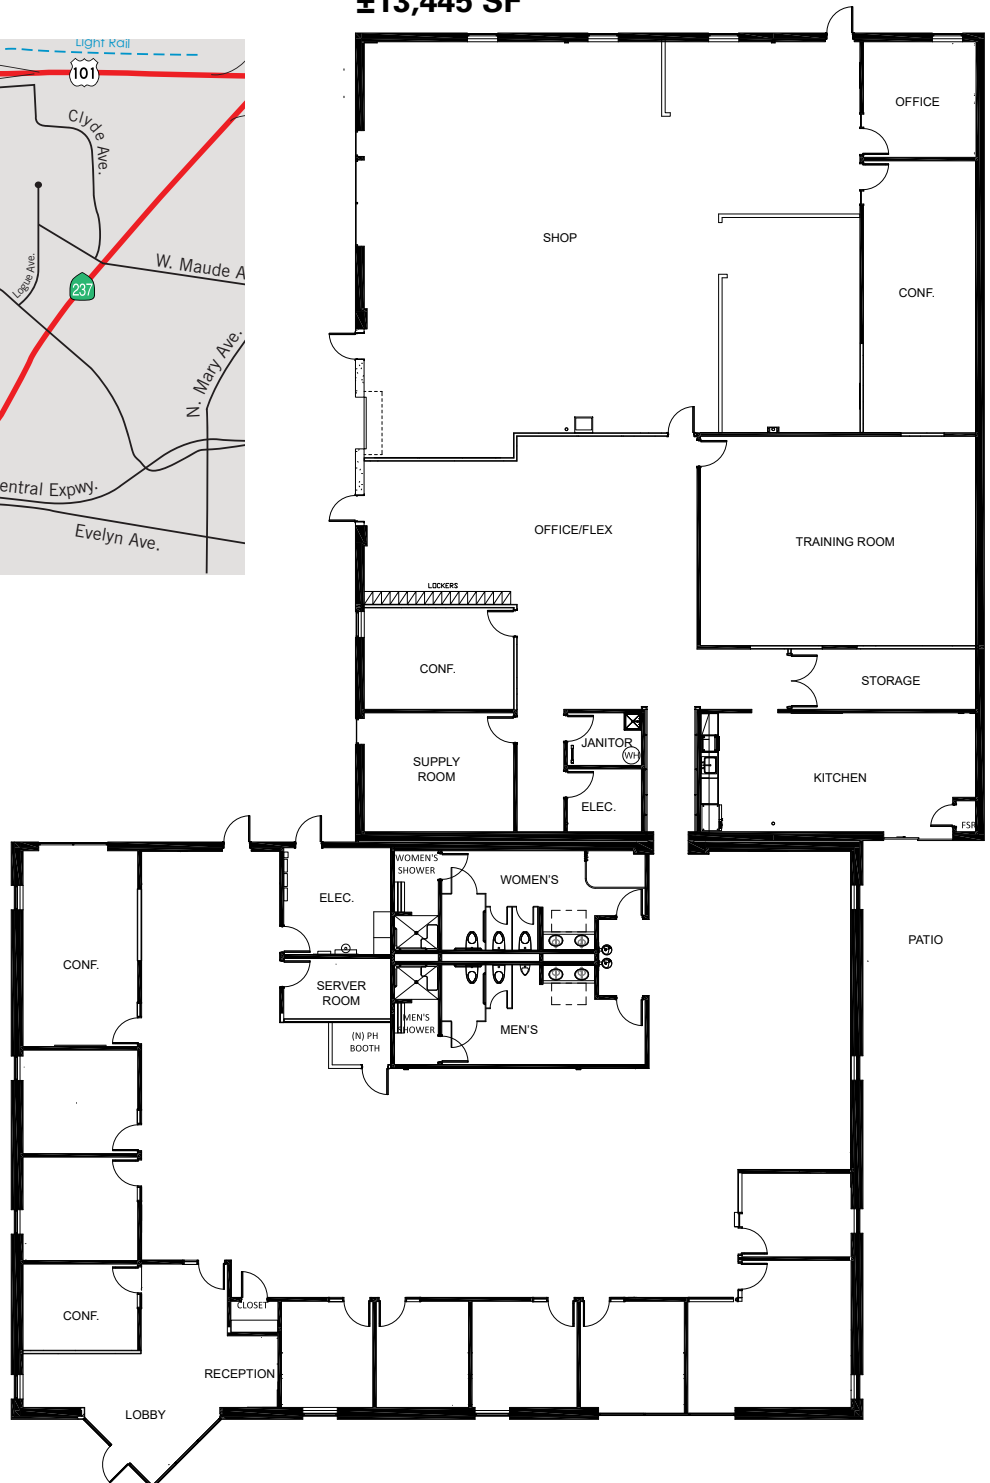 ±13,445 SF
Light Rail
101
Clyde Ave.
Logue Ave.
W. Maude A
237
N. Mary Ave.
entral Expwy.
Evelyn Ave.
OFFICE
SHOP
CONF.
OFFICE/FLEX
TRAINING ROOM
LOCKERS
CONF.
STORAGE
JANITOR
WH
SUPPLY
ROOM
KITCHEN
ELEC.
FSR
WOMEN'S
SHOWER
WOMEN'S
ELEC.
PATIO
CONF.
SERVER
ROOM
MEN'S
SHOWER
MEN'S
(N) PH
BOOTH
CLOSET
CONF.
RECEPTION
LOBBY